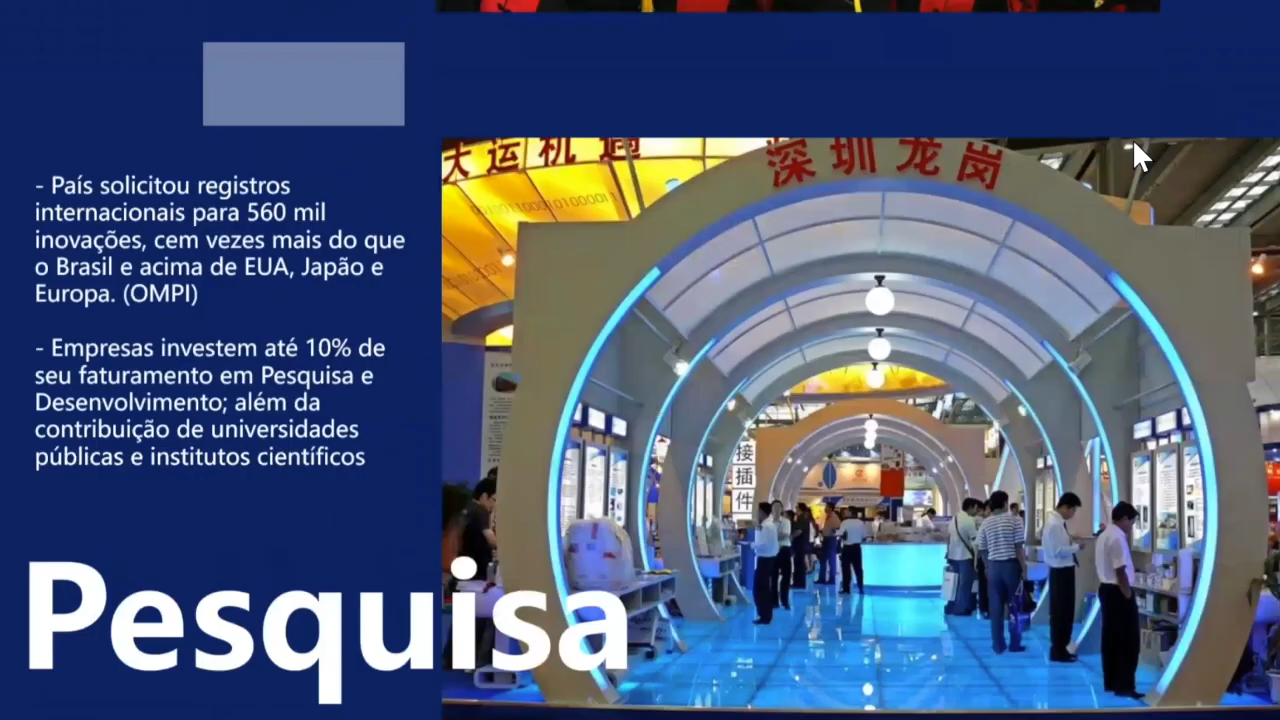 - País solicitou registros
internacionais para 560 mil
inovações, cem vezes mais do que
o Brasil e acima de EUA, Japão e
Europa. (OMPI)
- Empresas investem até 10% de
seu faturamento em Pesquisa e
Desenvolvimento; além da
contribuição de universidades
públicas e institutos científicos
Pesquisa
大运机通
深圳龙岗
接插件